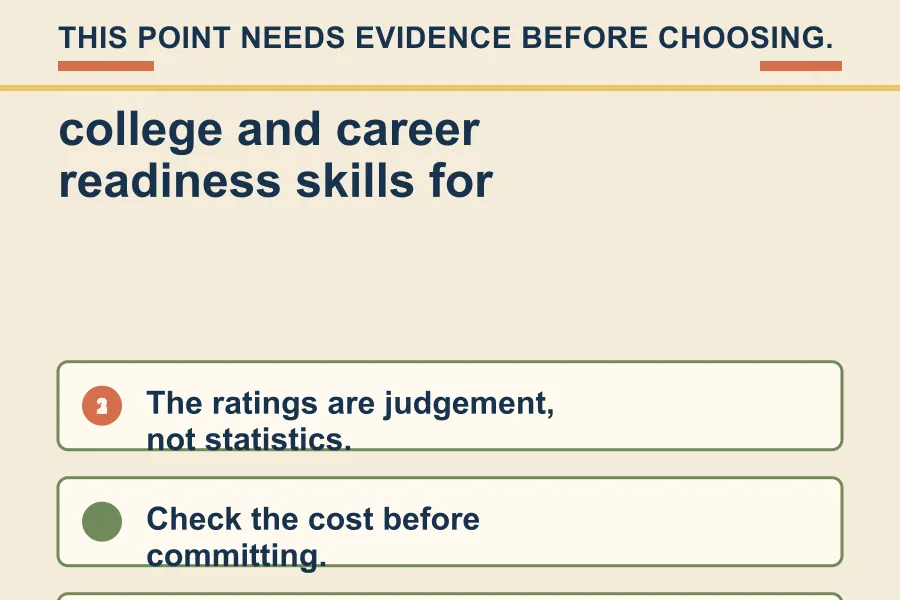 THIS POINT NEEDS EVIDENCE BEFORE CHOOSING.
college and career
readiness skills for
The ratings are judgement,
not statistics.
Check the cost before
committing.